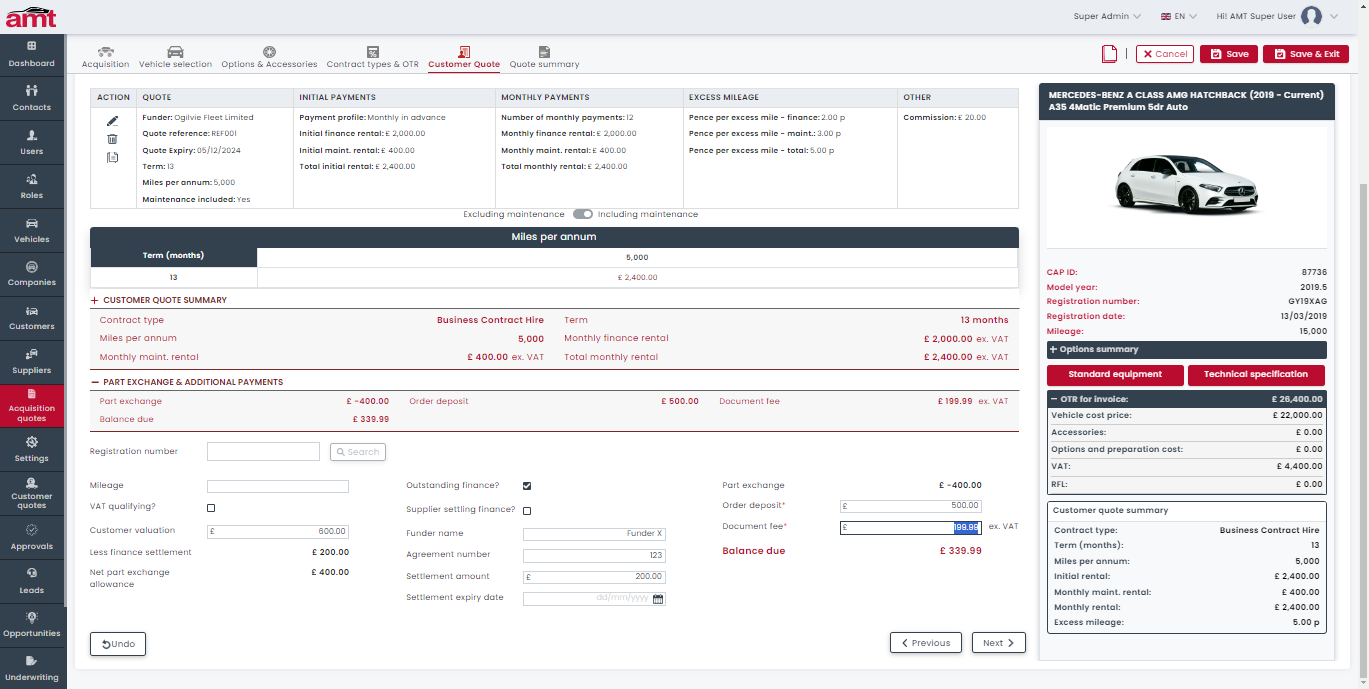 amt
Super Admin
EN
Hi! AMT Super User
Dashboard
Contacts
Users
Roles
Vehicles
Companies
Customers
Suppliers
Acquisition
quotes
Settings
Customer
quotes
Approvals
Leads
Opportunities
Underwriting
Acquisition
Vehicle selection
Options & Accessories
Contract types & OTR
Customer Quote
Quote summary
Cancel
Save
Save & Exit
ACTION QUOTE INITIAL PAYMENTS MONTHLY PAYMENTS EXCESS MILEAGE OTHER
Funder: Ogilvie Fleet Limited
Quote reference: REF001
Quote Expiry: 05/12/2024
Term: 13
Miles per annum: 5,000
Maintenance included: Yes
Payment profile: Monthly in advance
Initial finance rental: £ 2,000.00
Initial maint. rental: £ 400.00
Total initial rental: £ 2,400.00
Number of monthly payments: 12
Monthly finance rental: £ 2,000.00
Monthly maint. rental: £ 400.00
Total monthly rental: £ 2,400.00
Pence per excess mile - finance: 2.00 p
Pence per excess mile - maint.: 3.00 p
Pence per excess mile - total: 5.00 p
Commission: £ 20.00
Excluding maintenance Including maintenance
Miles per annum
Term (months) 5,000
13 £ 2,400.00
+ CUSTOMER QUOTE SUMMARY
Contract type Business Contract Hire Term 13 months
Miles per annum 5,000 Monthly finance rental £ 2,000.00 ex. VAT
Monthly maint. rental £ 400.00 ex. VAT Total monthly rental £ 2,400.00 ex. VAT
− PART EXCHANGE & ADDITIONAL PAYMENTS
Part exchange £ -400.00 Order deposit £ 500.00 Document fee £ 199.99 ex. VAT
Balance due £ 339.99
Registration number Search
Mileage
VAT qualifying?
Customer valuation £ 600.00
Less finance settlement £ 200.00
Net part exchange £ 400.00
allowance
Outstanding finance?
Supplier settling finance?
Funder name Funder X
Agreement number 123
Settlement amount £ 200.00
Settlement expiry date dd/mm/yyyy
Part exchange £ -400.00
Order deposit* £ 500.00
Document fee* £ 199.99 ex. VAT
Balance due £ 339.99
Undo
Previous
Next
MERCEDES-BENZ A CLASS AMG HATCHBACK (2019 - Current)
A35 4Matic Premium 5dr Auto
CAP ID: 87736
Model year: 2019.5
Registration number: GY19XAG
Registration date: 13/03/2019
Mileage: 15,000
+ Options summary
Standard equipment Technical specification
− OTR for invoice: £ 26,400.00
Vehicle cost price: £ 22,000.00
Accessories: £ 0.00
Options and preparation cost: £ 0.00
VAT: £ 4,400.00
RFL: £ 0.00
Customer quote summary
Contract type: Business Contract Hire
Term (months): 13
Miles per annum: 5,000
Initial rental: £ 2,400.00
Monthly maint. rental: £ 400.00
Monthly rental: £ 2,400.00
Excess mileage: 5.00 p